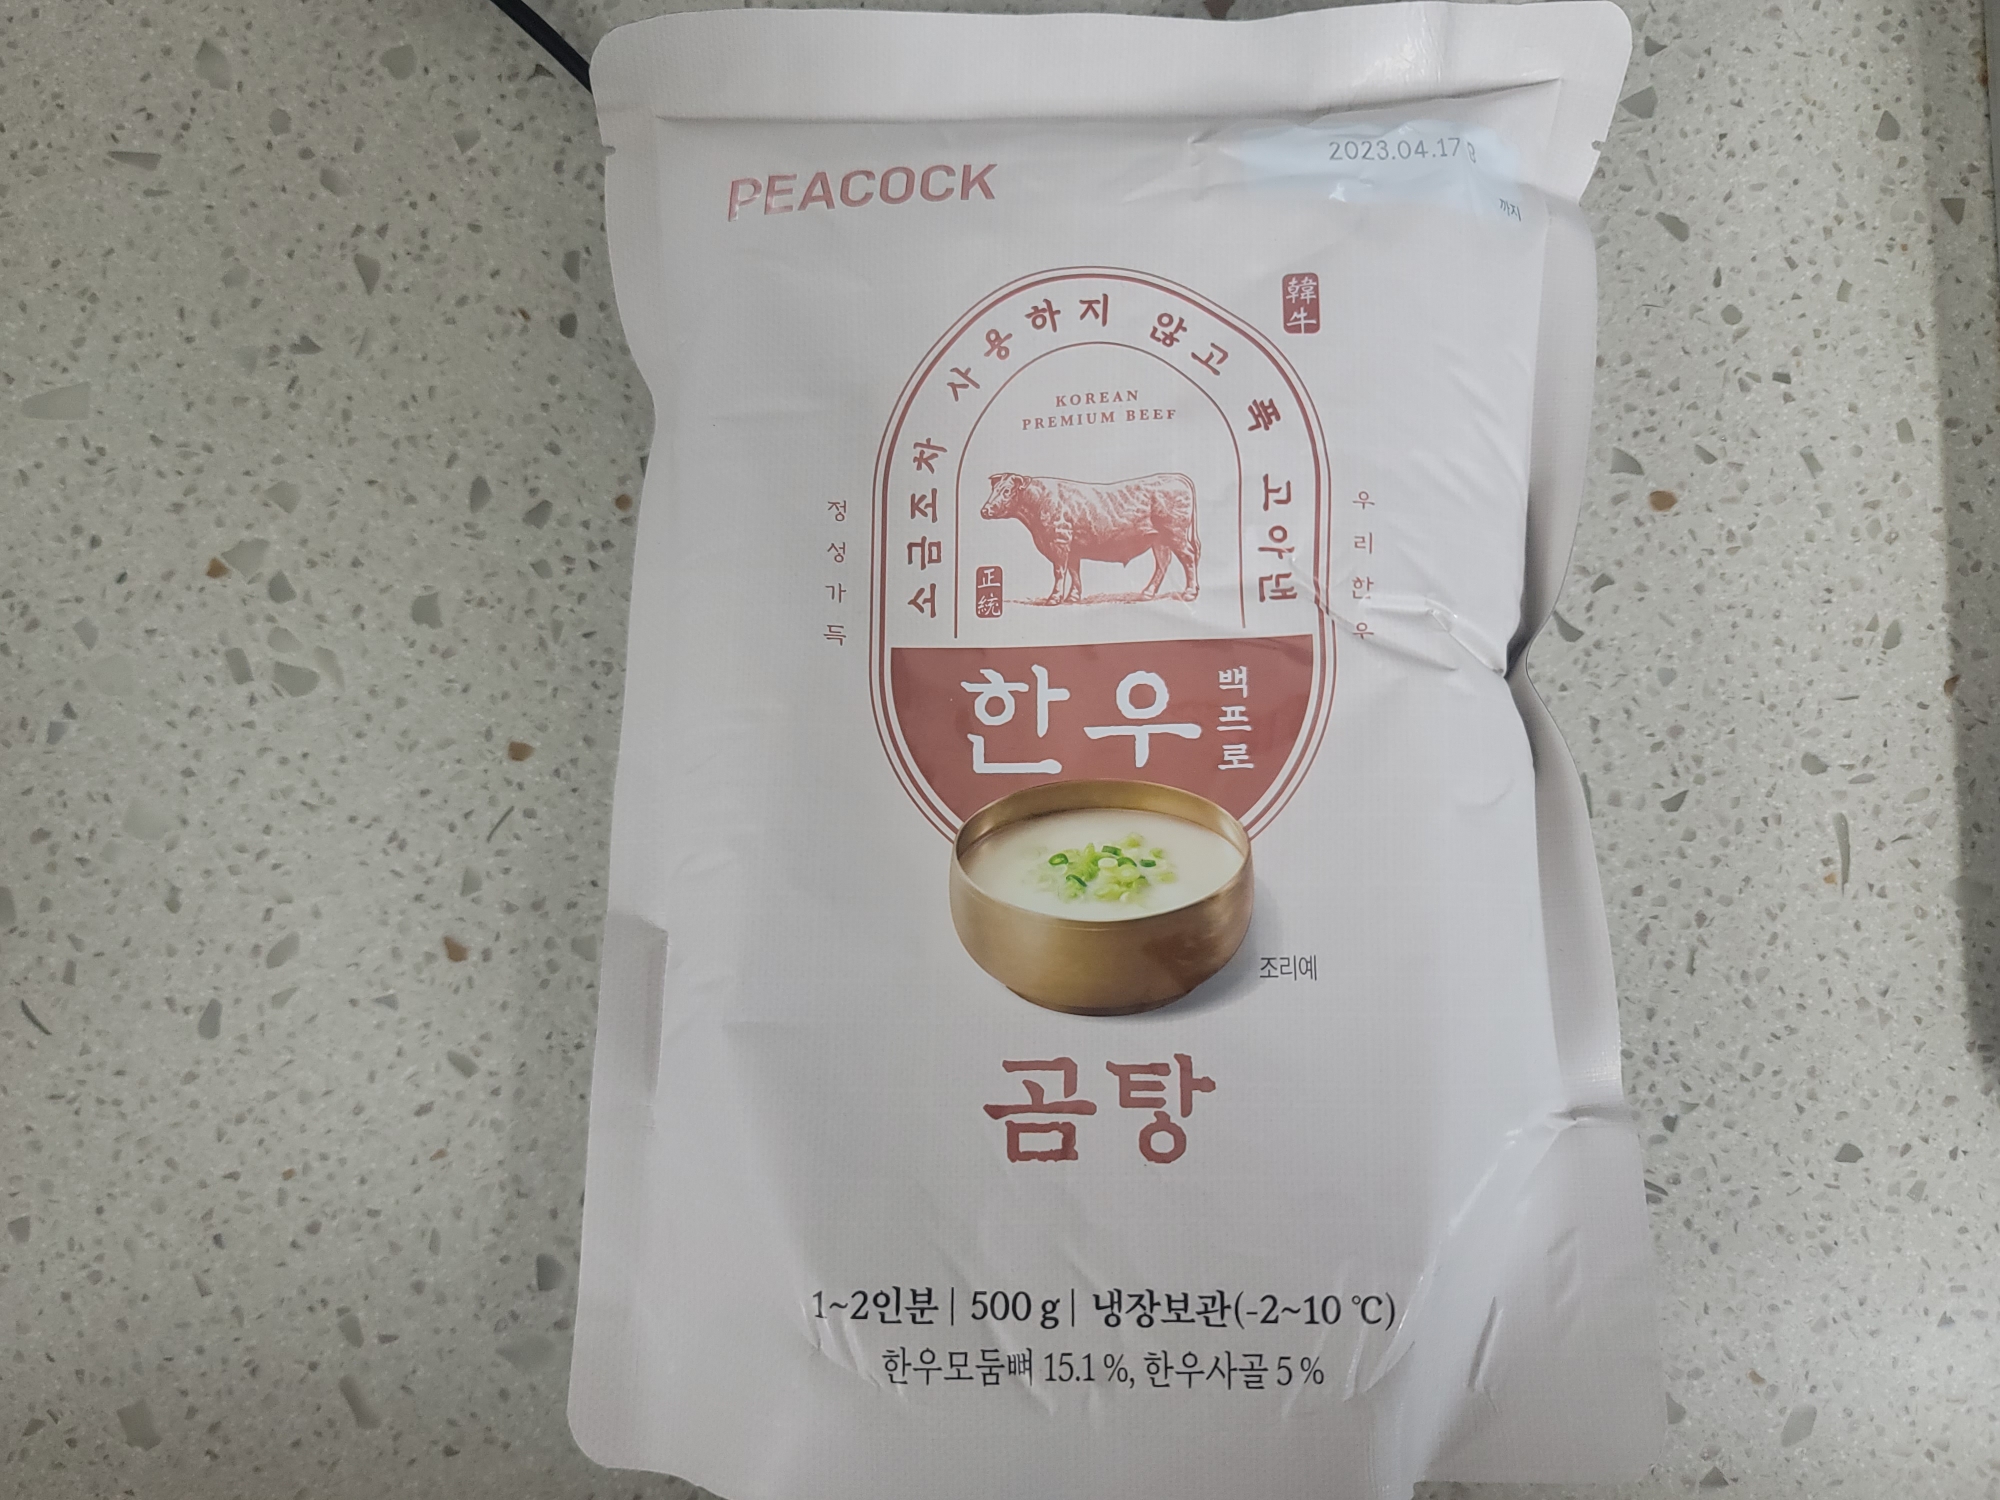 PEACOCK
2023.04.17
까지
韓牛
소금조차 사용하지 않고 푹 고아낸
KOREAN
PREMIUM BEEF
정성가득
우리한우
正統
한우
백프로
조리예
곰탕
1~2인분 | 500 g | 냉장보관(-2~10 ℃)
한우모둠뼈 15.1 %, 한우사골 5 %